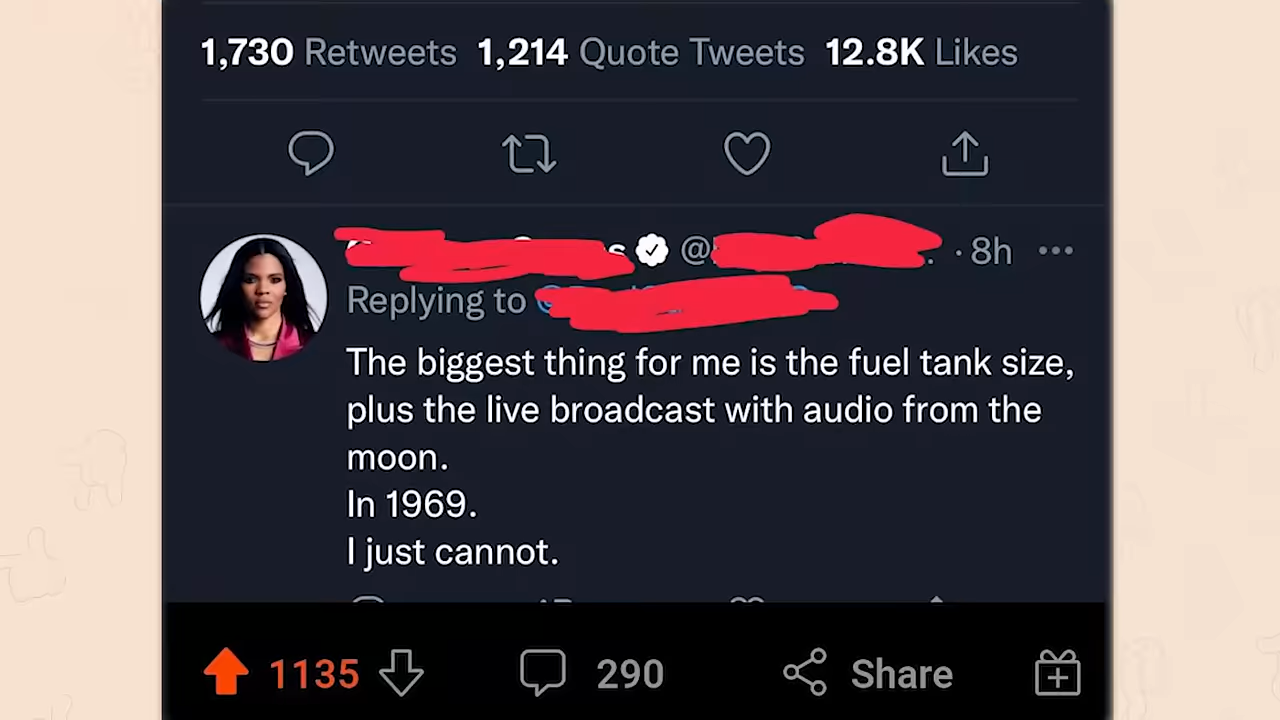 1,730 Retweets 1,214 Quote Tweets 12.8K Likes
@ · 8h
Replying to
The biggest thing for me is the fuel tank size,
plus the live broadcast with audio from the
moon.
In 1969.
I just cannot.
1135 290 Share